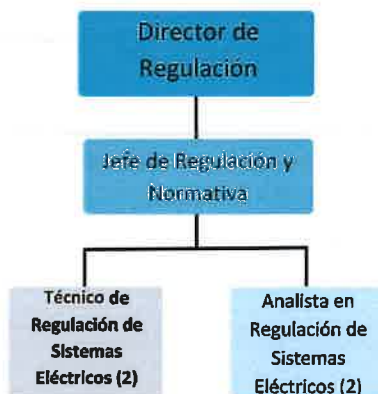 Director de
Regulación
Jefe de Regulación y
Normativa
Técnico de
Regulación de
Sistemas
Eléctricos (2)
Analista en
Regulación de
Sistemas
Eléctricos (2)